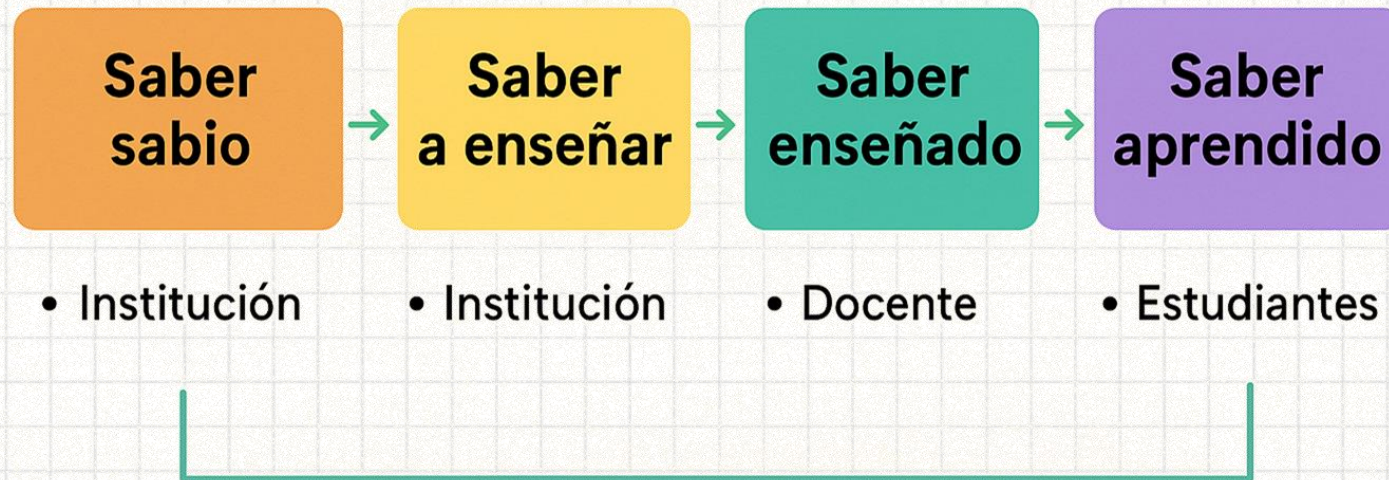 Saber
sabio
Saber
a enseñar
Saber
enseñado
Saber
aprendido
• Institución
• Institución
• Docente
• Estudiantes